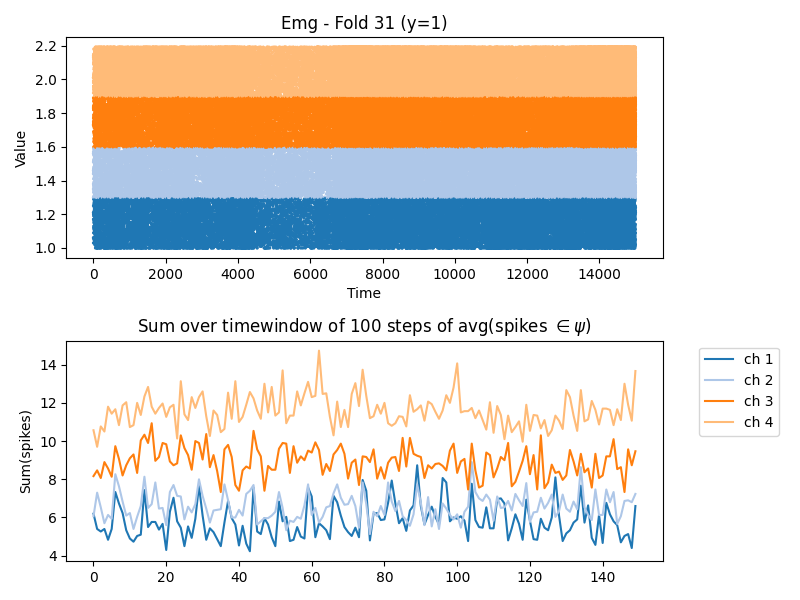 Emg - Fold 31 (y=1)
Value
2.2
2.0
1.8
1.6
1.4
1.2
1.0
0 2000 4000 6000 8000 10000 12000 14000
Time
Sum over timewindow of 100 steps of avg(spikes ∈ ψ)
Sum(spikes)
14
12
10
8
6
4
0 20 40 60 80 100 120 140
ch 1
ch 2
ch 3
ch 4